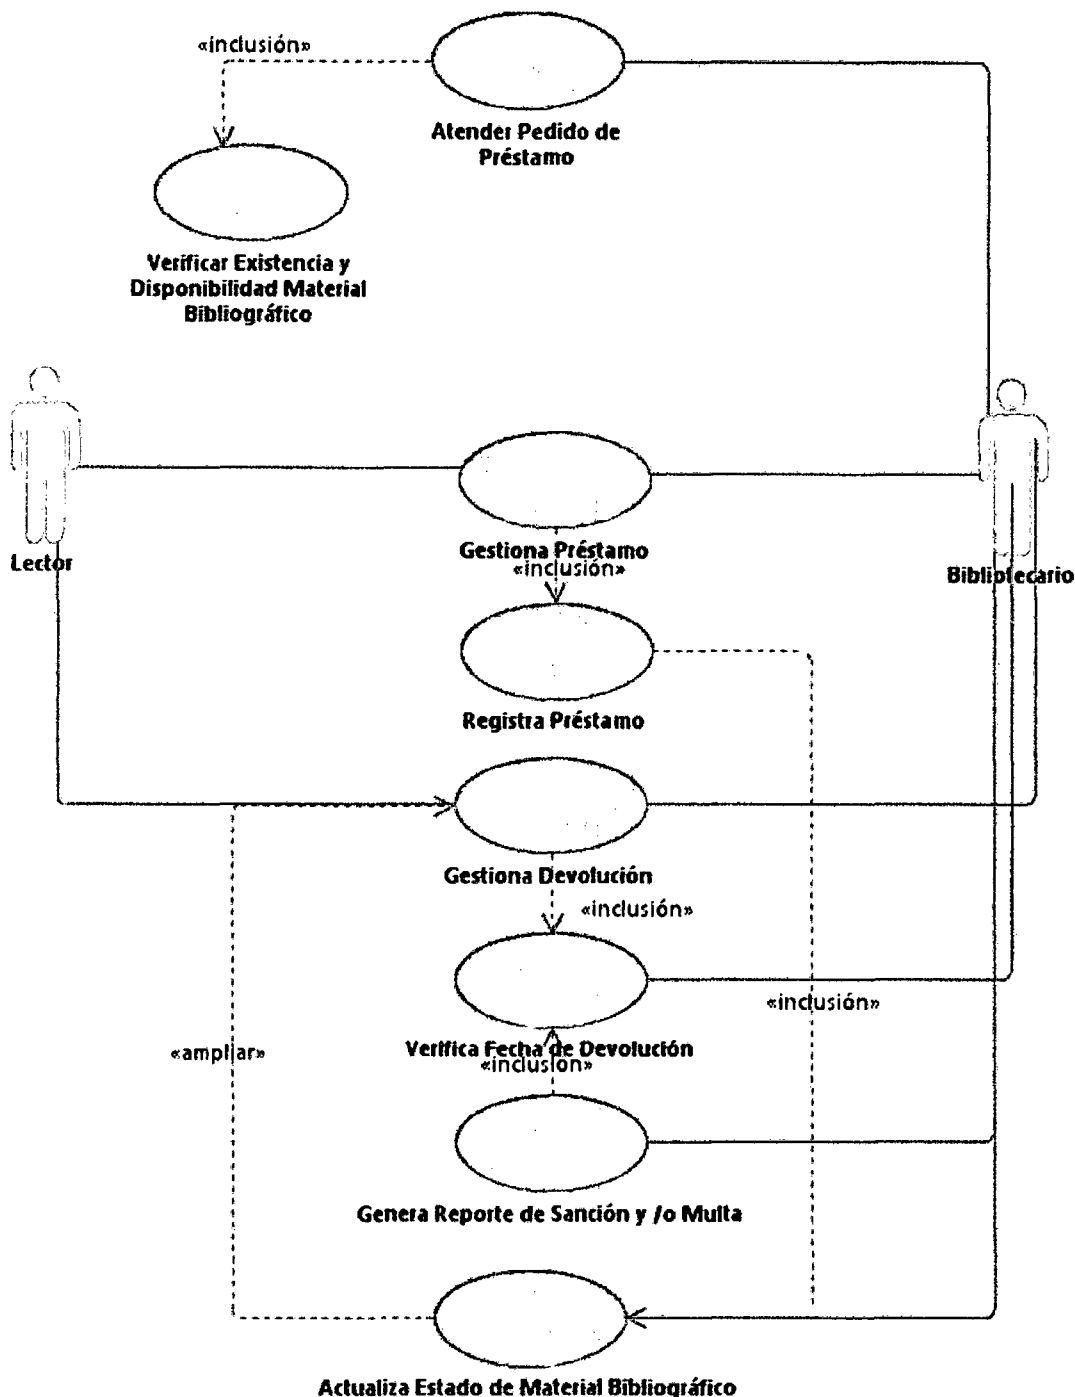 «inclusión»
Atender Pedido de
Préstamo
Verificar Existencia y
Disponibilidad Material
Bibliográfico
Lector
Gestiona Préstamo
«inclusión»
Bibliotecario
Registra Préstamo
Gestiona Devolución
«inclusión»
«inclusión»
«ampliar»
Verifica Fecha de Devolución
«inclusión»
Genera Reporte de Sanción y /o Multa
Actualiza Estado de Material Bibliográfico